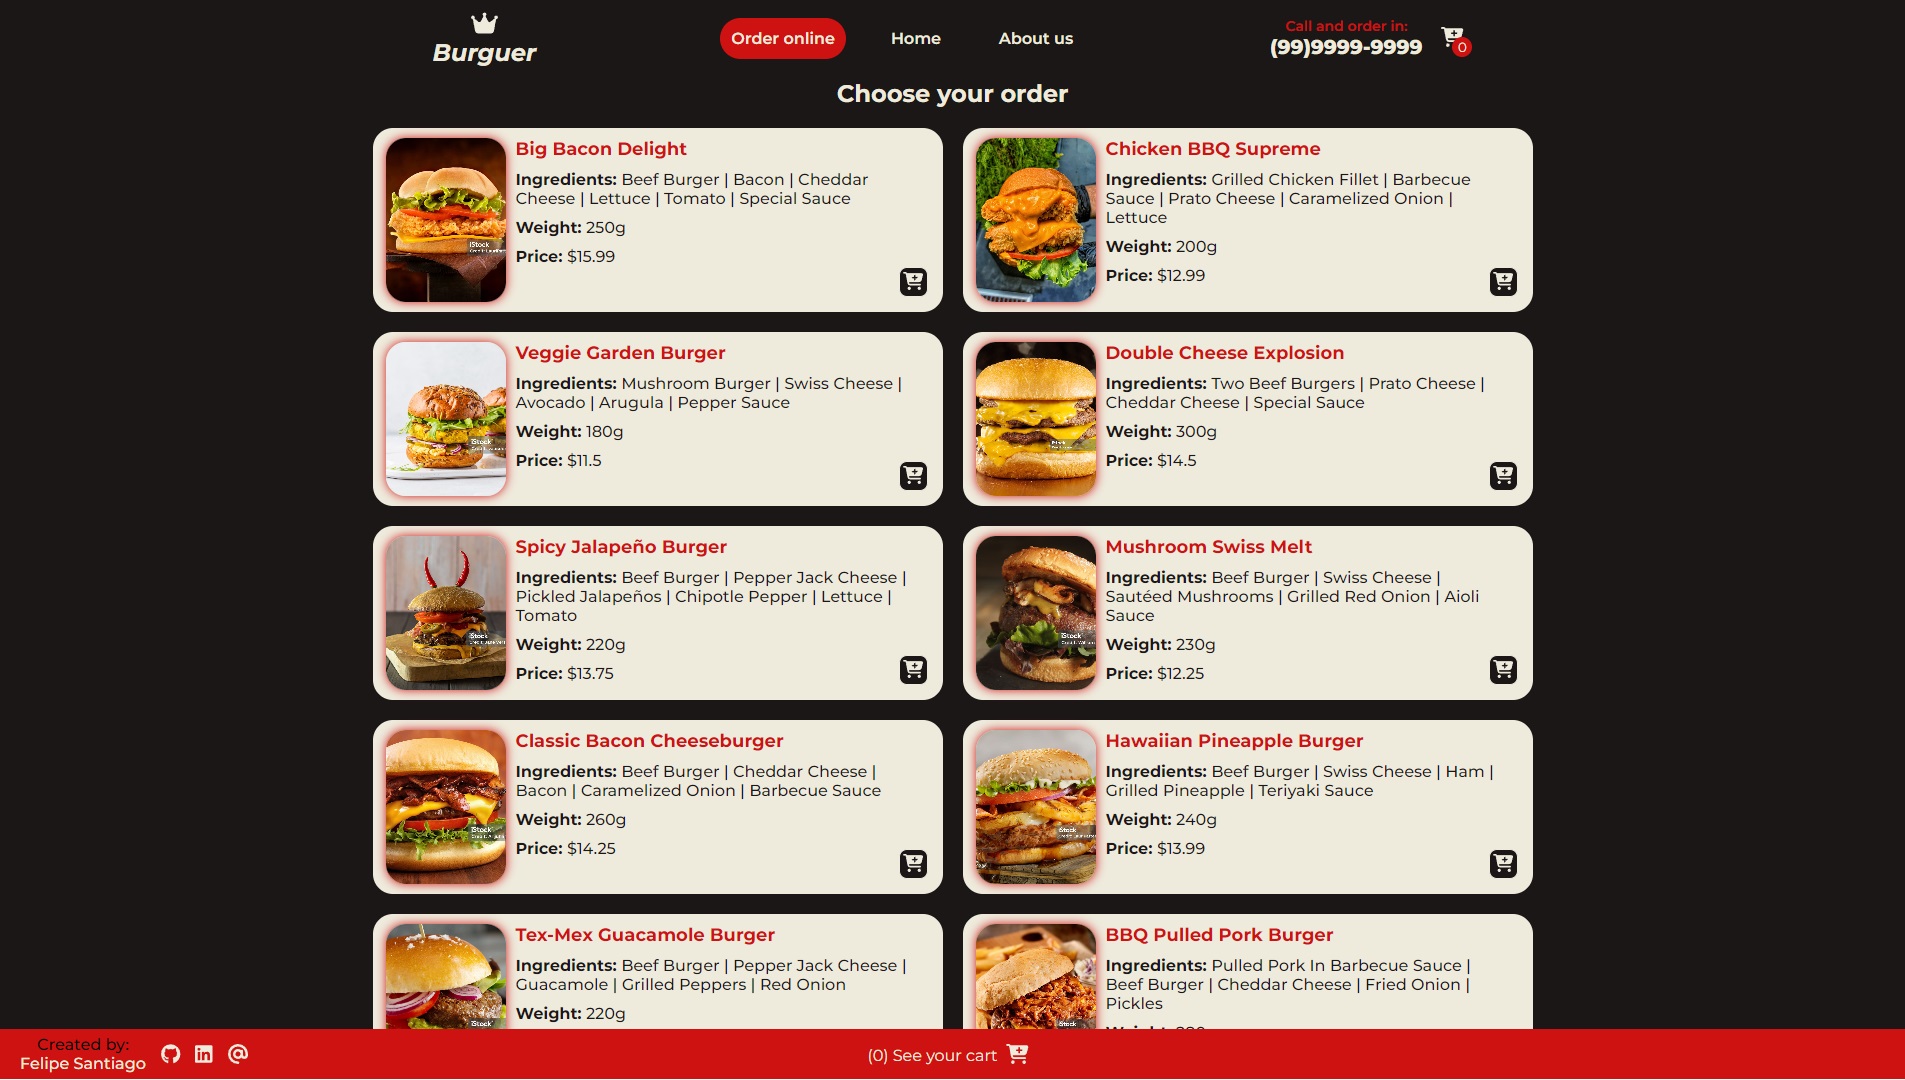 Burguer
Order online
Home
About us
Call and order in:
(99)9999-9999
0
Choose your order
Big Bacon Delight
Ingredients: Beef Burger | Bacon | Cheddar
Cheese | Lettuce | Tomato | Special Sauce
Weight: 250g
Price: $15.99
iStock
Chicken BBQ Supreme
Ingredients: Grilled Chicken Fillet | Barbecue
Sauce | Prato Cheese | Caramelized Onion |
Lettuce
Weight: 200g
Price: $12.99
Veggie Garden Burger
Ingredients: Mushroom Burger | Swiss Cheese |
Avocado | Arugula | Pepper Sauce
Weight: 180g
Price: $11.5
iStock
Double Cheese Explosion
Ingredients: Two Beef Burgers | Prato Cheese |
Cheddar Cheese | Special Sauce
Weight: 300g
Price: $14.5
iStock
Spicy Jalapeño Burger
Ingredients: Beef Burger | Pepper Jack Cheese |
Pickled Jalapeños | Chipotle Pepper | Lettuce |
Tomato
Weight: 220g
Price: $13.75
iStock
Mushroom Swiss Melt
Ingredients: Beef Burger | Swiss Cheese |
Sautéed Mushrooms | Grilled Red Onion | Aioli
Sauce
Weight: 230g
Price: $12.25
iStock
Classic Bacon Cheeseburger
Ingredients: Beef Burger | Cheddar Cheese |
Bacon | Caramelized Onion | Barbecue Sauce
Weight: 260g
Price: $14.25
iStock
Hawaiian Pineapple Burger
Ingredients: Beef Burger | Swiss Cheese | Ham |
Grilled Pineapple | Teriyaki Sauce
Weight: 240g
Price: $13.99
iStock
Tex-Mex Guacamole Burger
Ingredients: Beef Burger | Pepper Jack Cheese |
Guacamole | Grilled Peppers | Red Onion
Weight: 220g
iStock
BBQ Pulled Pork Burger
Ingredients: Pulled Pork In Barbecue Sauce |
Beef Burger | Cheddar Cheese | Fried Onion |
Pickles
iStock
Created by:
Felipe Santiago
(0) See your cart